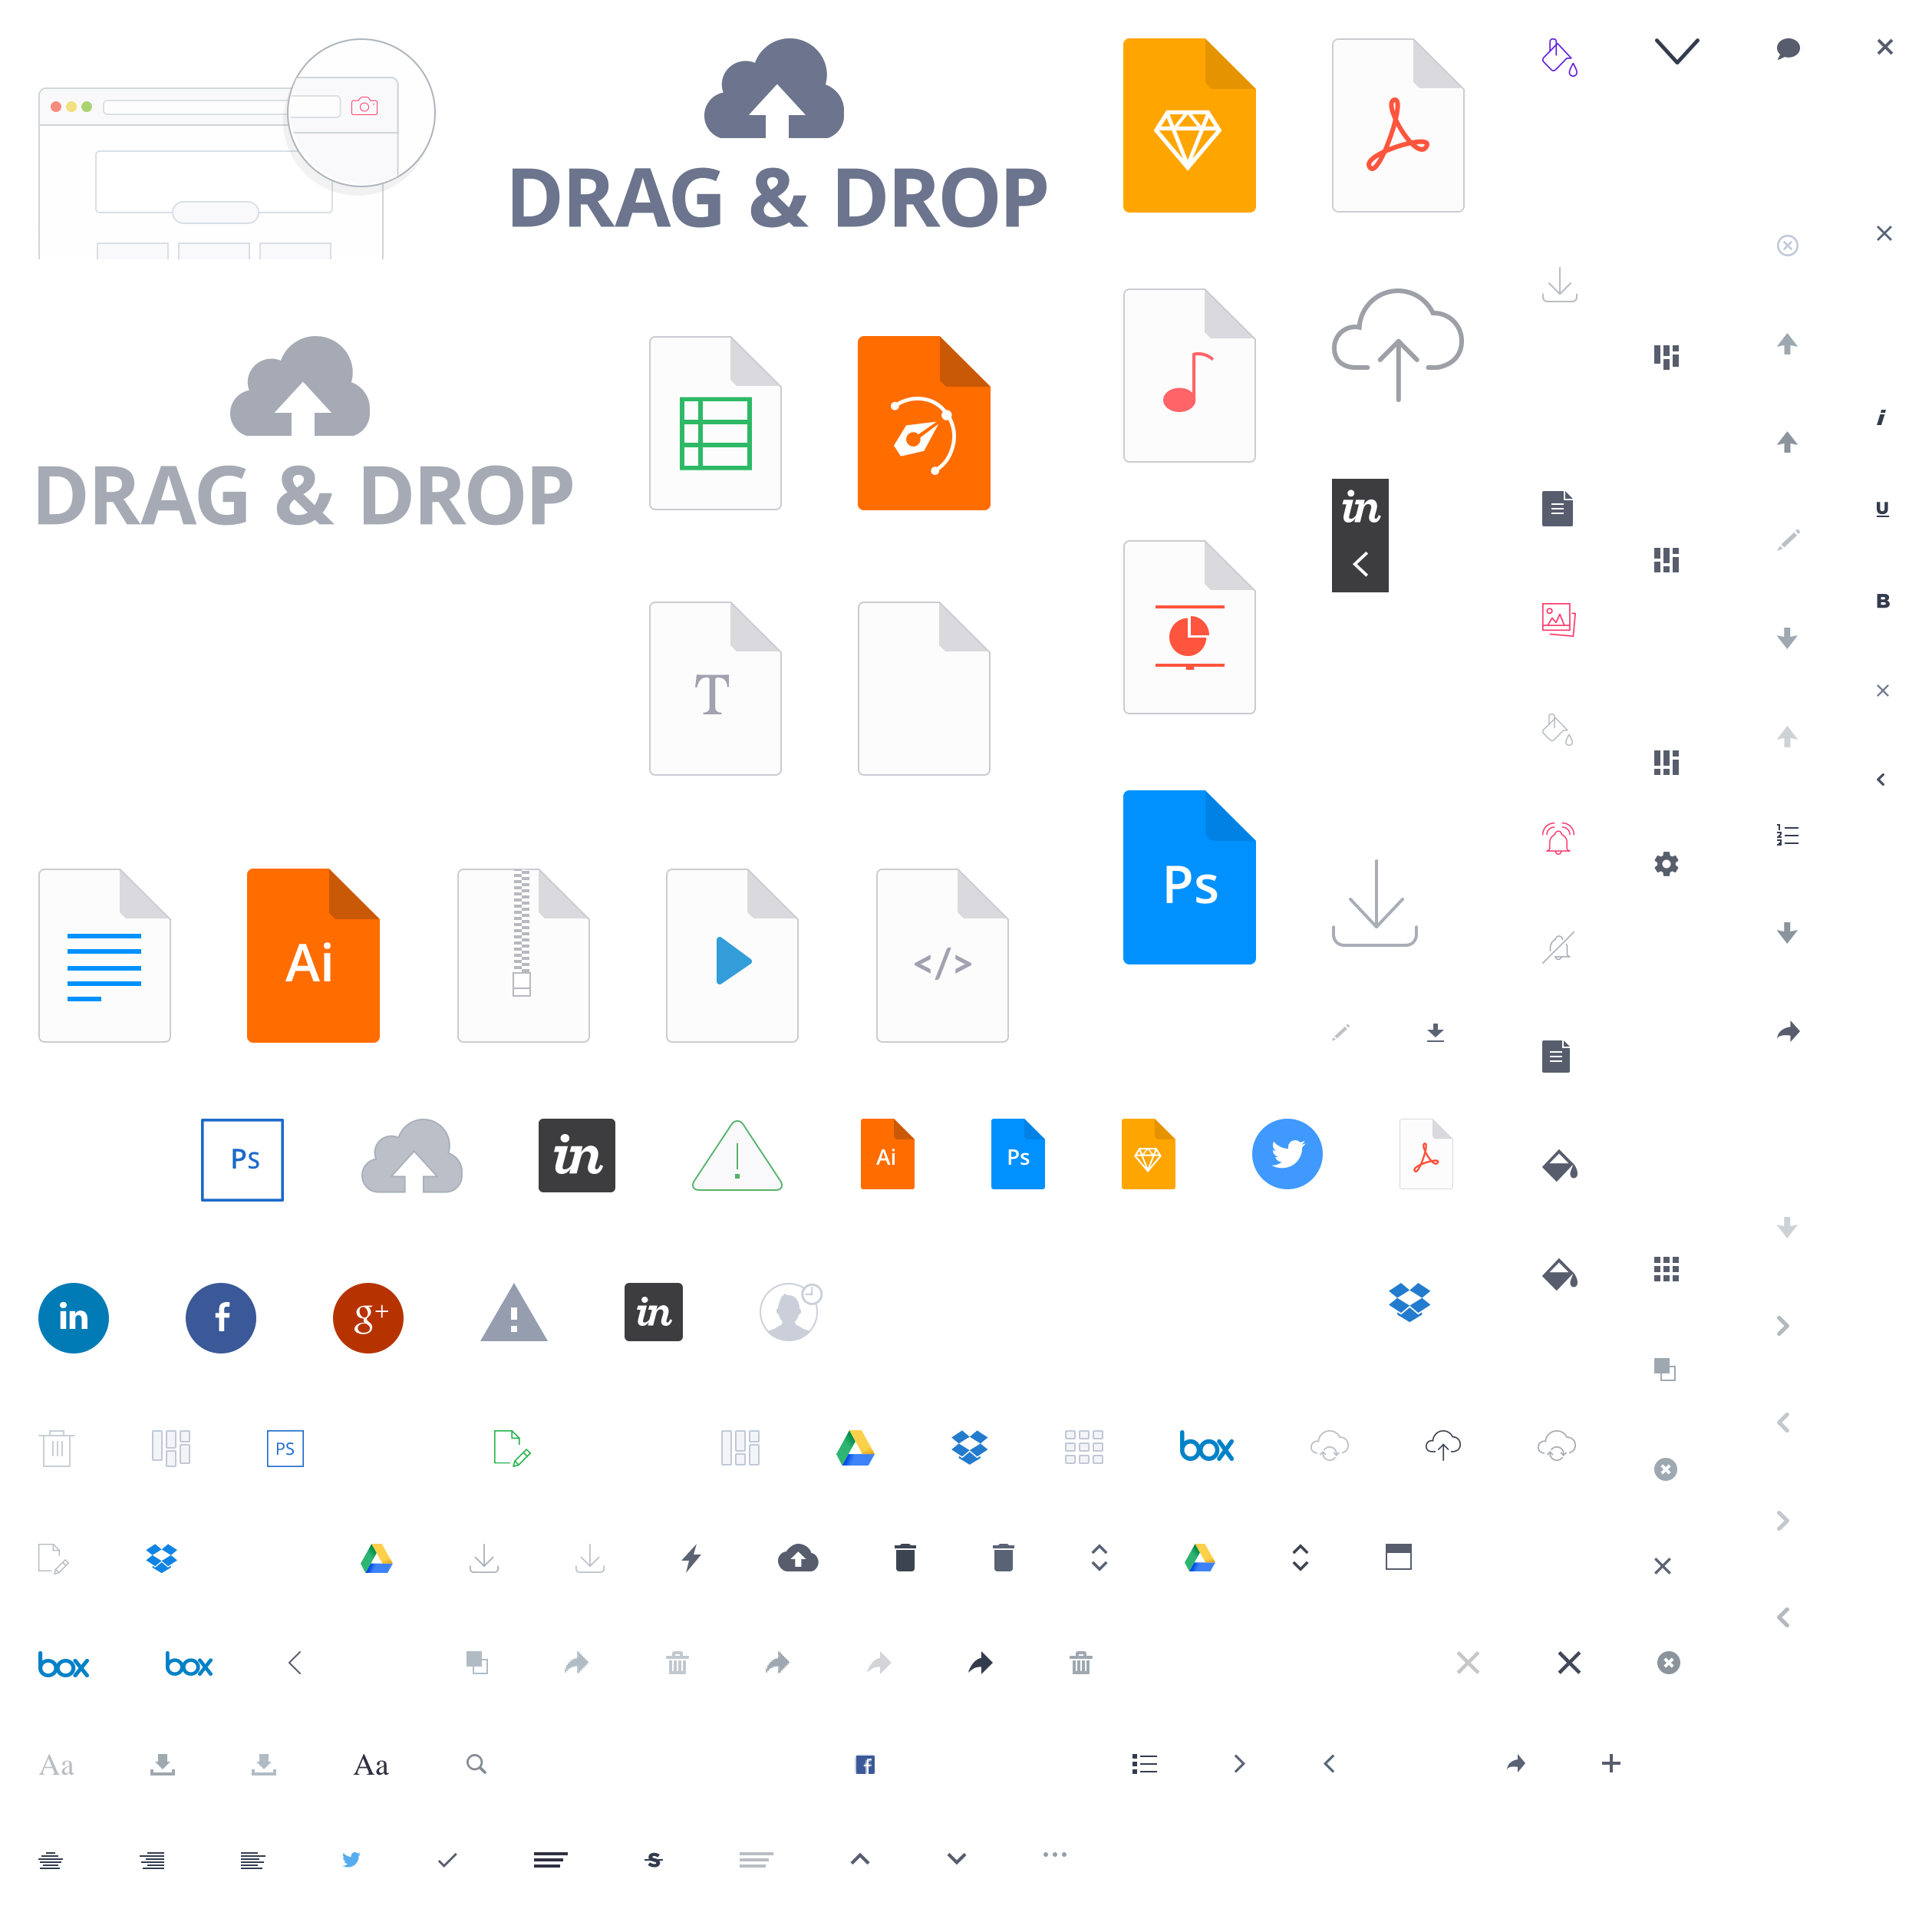 DRAG & DROP
DRAG & DROP
in
T
Ps
Ai
</>
Ps
in
Ai
Ps
in
f
g+
in
PS
box
box
box
Aa
Aa
f
i
U
B
S